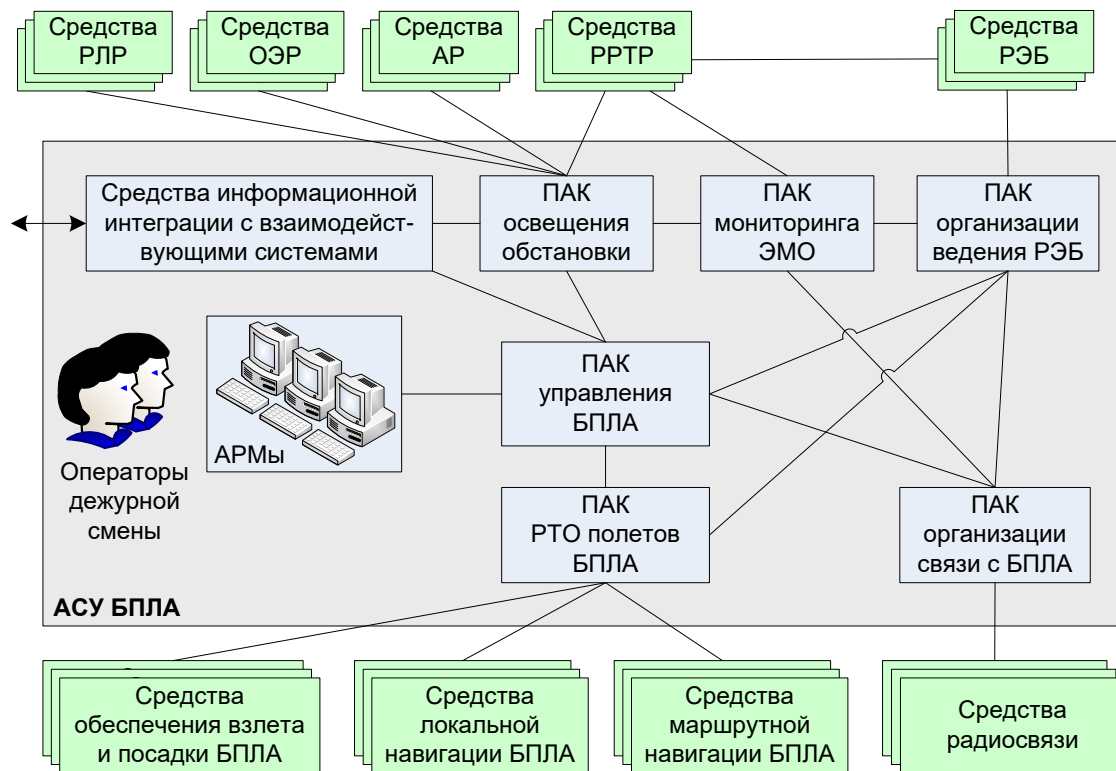 Средства
РЛР
Средства
ОЭР
Средства
АР
Средства
РРТР
Средства
РЭБ
Средства информационной
интеграции с взаимодейст-
вующими системами
ПАК
освещения
обстановки
ПАК
мониторинга
ЭМО
ПАК
организации
ведения РЭБ
Операторы
дежурной
смены
АРМы
ПАК
управления
БПЛА
ПАК
РТО полетов
БПЛА
ПАК
организации
связи с БПЛА
АСУ БПЛА
Средства
обеспечения взлета
и посадки БПЛА
Средства
локальной
навигации БПЛА
Средства
маршрутной
навигации БПЛА
Средства
радиосвязи